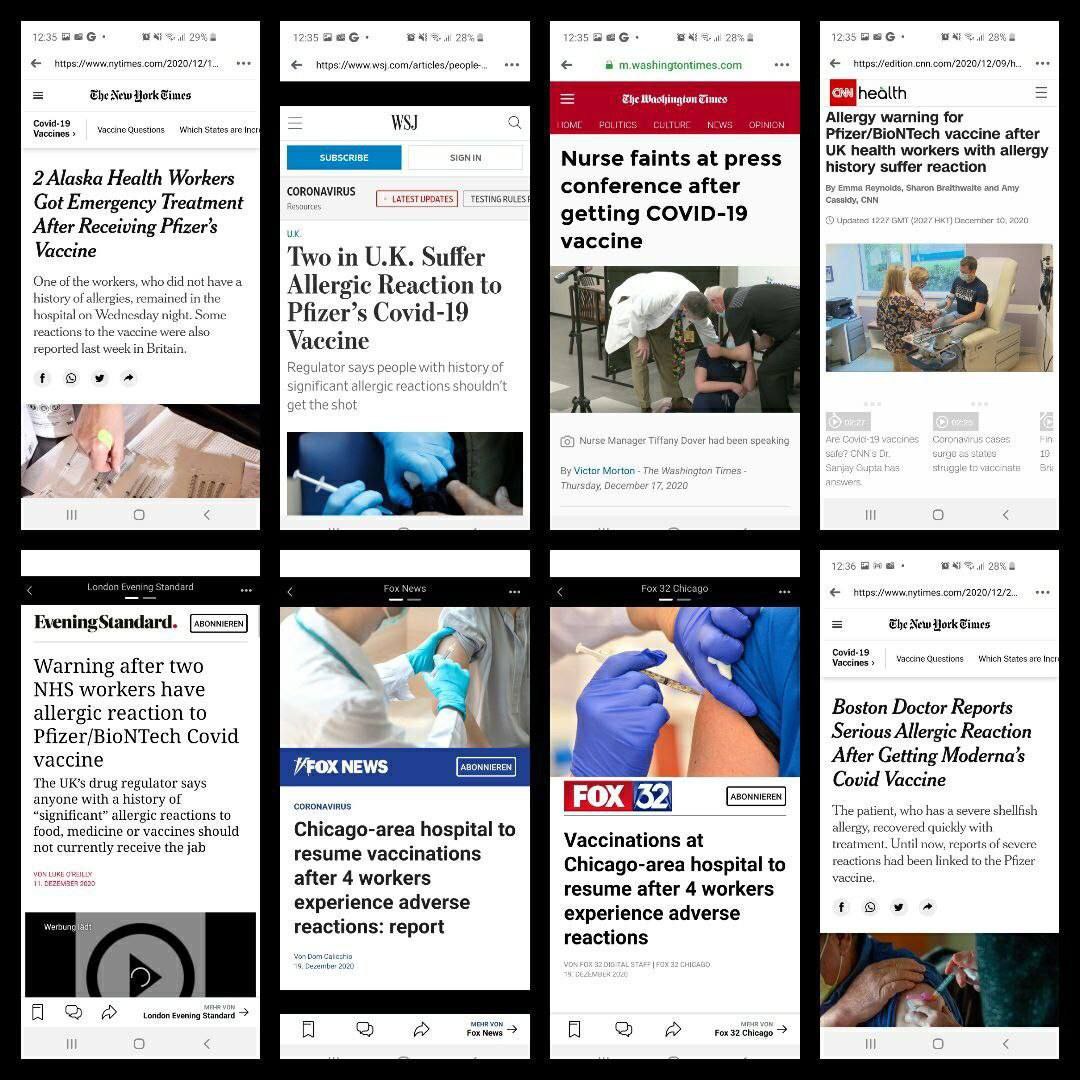 12:35 G • 29%
https://www.nytimes.com/2020/12/1...
The New York Times
Covid-19
Vaccines ›
Vaccine Questions
Which States are Incre
2 Alaska Health Workers
Got Emergency Treatment
After Receiving Pfizer's
Vaccine
One of the workers, who did not have a
history of allergies, remained in the
hospital on Wednesday night. Some
reactions to the vaccine were also
reported last week in Britain.
12:35 G • 28%
https://www.wsj.com/articles/people-...
WSJ
SUBSCRIBE
SIGN IN
CORONAVIRUS
Resources
LATEST UPDATES
TESTING RULES F
U.K.
Two in U.K. Suffer
Allergic Reaction to
Pfizer's Covid-19
Vaccine
Regulator says people with history of
significant allergic reactions shouldn't
get the shot
12:35 G • 28%
m.washingtontimes.com
The Washington Times
HOME POLITICS CULTURE NEWS OPINION
Nurse faints at press
conference after
getting COVID-19
vaccine
Nurse Manager Tiffany Dover had been speaking
By Victor Morton - The Washington Times -
Thursday, December 17, 2020
12:35 G • 28%
https://edition.cnn.com/2020/12/09/h...
CNN health
Allergy warning for
Pfizer/BioNTech vaccine after
UK health workers with allergy
history suffer reaction
By Emma Reynolds, Sharon Braithwaite and Amy
Cassidy, CNN
Updated 1227 GMT (2027 HKT) December 10, 2020
02:27
Are Covid-19 vaccines
safe? CNN's Dr.
Sanjay Gupta has
answers.
02:25
Coronavirus cases
surge as states
struggle to vaccinate
Fin
19
Bri
London Evening Standard
Evening Standard.
ABONNIEREN
Warning after two
NHS workers have
allergic reaction to
Pfizer/BioNTech Covid
vaccine
The UK's drug regulator says
anyone with a history of
“significant” allergic reactions to
food, medicine or vaccines should
not currently receive the jab
VON LUKE O'REILLY
11. DEZEMBER 2020
Werbung lädt
MEHR VON
London Evening Standard
Fox News
FOX NEWS
ABONNIEREN
CORONAVIRUS
Chicago-area hospital to
resume vaccinations
after 4 workers
experience adverse
reactions: report
Von Dom Calicchio
19. Dezember 2020
MEHR VON
Fox News
Fox 32 Chicago
FOX 32
ABONNIEREN
Vaccinations at
Chicago-area hospital to
resume after 4 workers
experience adverse
reactions
VON FOX 32 DIGITAL STAFF | FOX 32 CHICAGO
19. DEZEMBER 2020
MEHR VON
Fox 32 Chicago
12:36 • 28%
https://www.nytimes.com/2020/12/2...
The New York Times
Covid-19
Vaccines ›
Vaccine Questions
Which States are Incre
Boston Doctor Reports
Serious Allergic Reaction
After Getting Moderna's
Covid Vaccine
The patient, who has a severe shellfish
allergy, recovered quickly with
treatment. Until now, reports of severe
reactions had been linked to the Pfizer
vaccine.